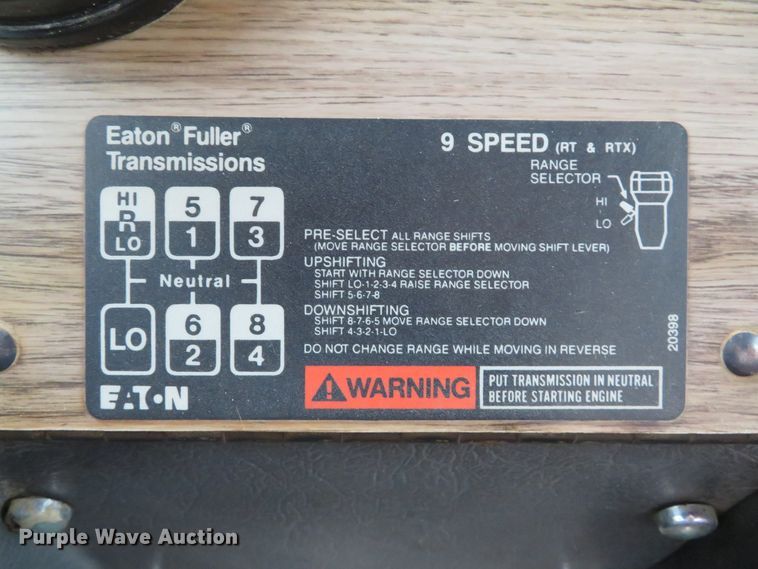 Eaton® Fuller®
Transmissions
9 SPEED (RT & RTX)
RANGE
SELECTOR
HI
LO
HI
R
LO
5
1
7
3
Neutral
LO
6
2
8
4
PRE-SELECT ALL RANGE SHIFTS
(MOVE RANGE SELECTOR BEFORE MOVING SHIFT LEVER)
UPSHIFTING
START WITH RANGE SELECTOR DOWN
SHIFT LO-1-2-3-4 RAISE RANGE SELECTOR
SHIFT 5-6-7-8
DOWNSHIFTING
SHIFT 8-7-6-5 MOVE RANGE SELECTOR DOWN
SHIFT 4-3-2-1-LO
DO NOT CHANGE RANGE WHILE MOVING IN REVERSE
20398
EATON
WARNING
PUT TRANSMISSION IN NEUTRAL
BEFORE STARTING ENGINE
Purple Wave Auction
Purple Wave Auction